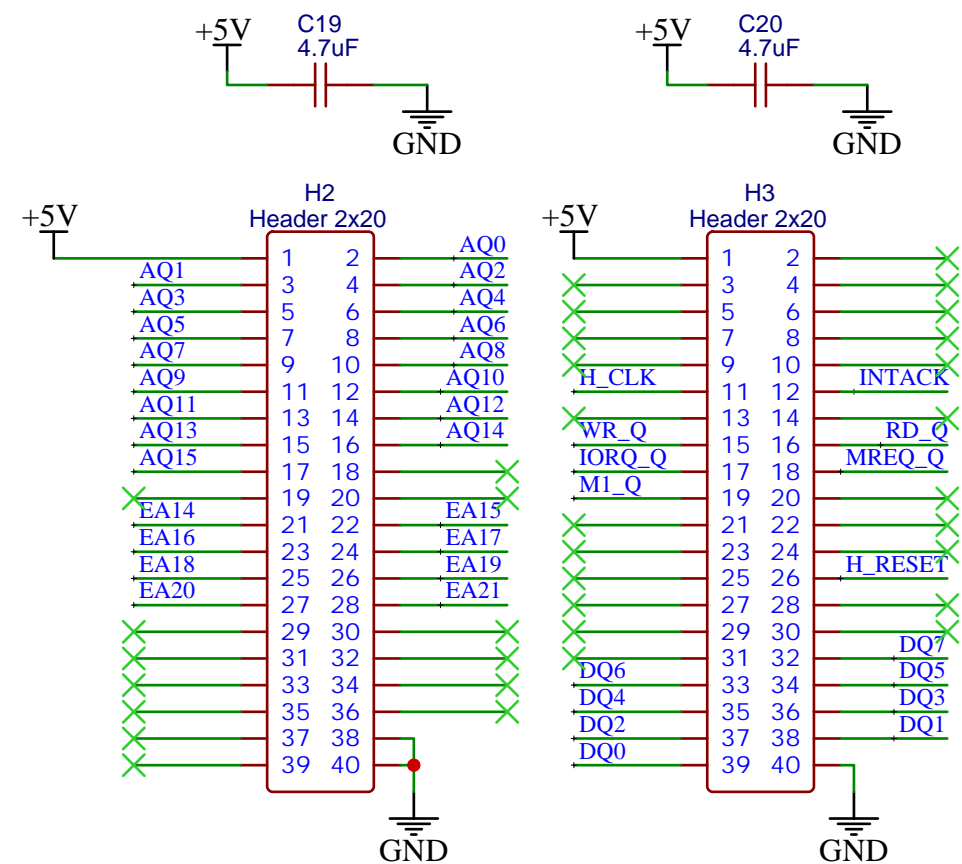 +5V
C19
4.7uF
GND
+5V
C20
4.7uF
GND
H2
Header 2x20
+5V
1 2 AQ0
AQ1 3 4 AQ2
AQ3 5 6 AQ4
AQ5 7 8 AQ6
AQ7 9 10 AQ8
AQ9 11 12 AQ10
AQ11 13 14 AQ12
AQ13 15 16 AQ14
AQ15 17 18
19 20
EA14 21 22 EA15
EA16 23 24 EA17
EA18 25 26 EA19
EA20 27 28 EA21
29 30
31 32
33 34
35 36
37 38
39 40
GND
H3
Header 2x20
+5V
1 2
3 4
5 6
7 8
9 10
H_CLK 11 12 INTACK
13 14
WR_Q 15 16 RD_Q
IORQ_Q 17 18 MREQ_Q
M1_Q 19 20
21 22
23 24
25 26 H_RESET
27 28
29 30
31 32 DQ7
DQ6 33 34 DQ5
DQ4 35 36 DQ3
DQ2 37 38 DQ1
DQ0 39 40
GND